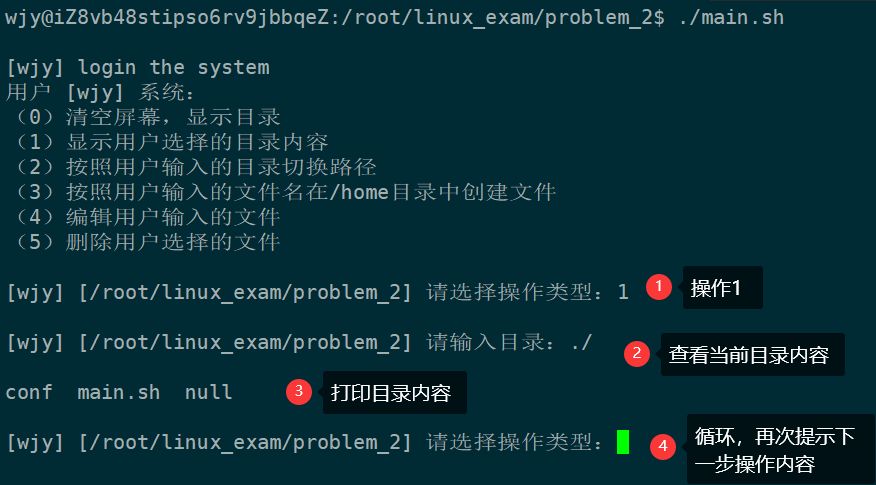 wjy@iZ8vb48stipso6rv9jbbqeZ:/root/linux_exam/problem_2$ ./main.sh
[wjy] login the system
用户 [wjy] 系统：
（0）清空屏幕，显示目录
（1）显示用户选择的目录内容
（2）按照用户输入的目录切换路径
（3）按照用户输入的文件名在/home目录中创建文件
（4）编辑用户输入的文件
（5）删除用户选择的文件
[wjy] [/root/linux_exam/problem_2] 请选择操作类型：1
1 操作1
[wjy] [/root/linux_exam/problem_2] 请输入目录：./
2 查看当前目录内容
conf  main.sh  null
3 打印目录内容
[wjy] [/root/linux_exam/problem_2] 请选择操作类型：
4 循环，再次提示下
一步操作内容